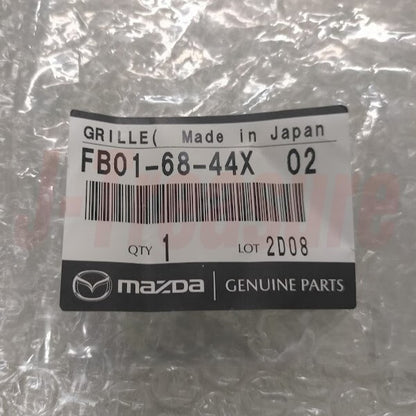 GRILLE( Made in Japan
FB01-68-44X 02
QTY 1 LOT 2D08
mazda GENUINE PARTS